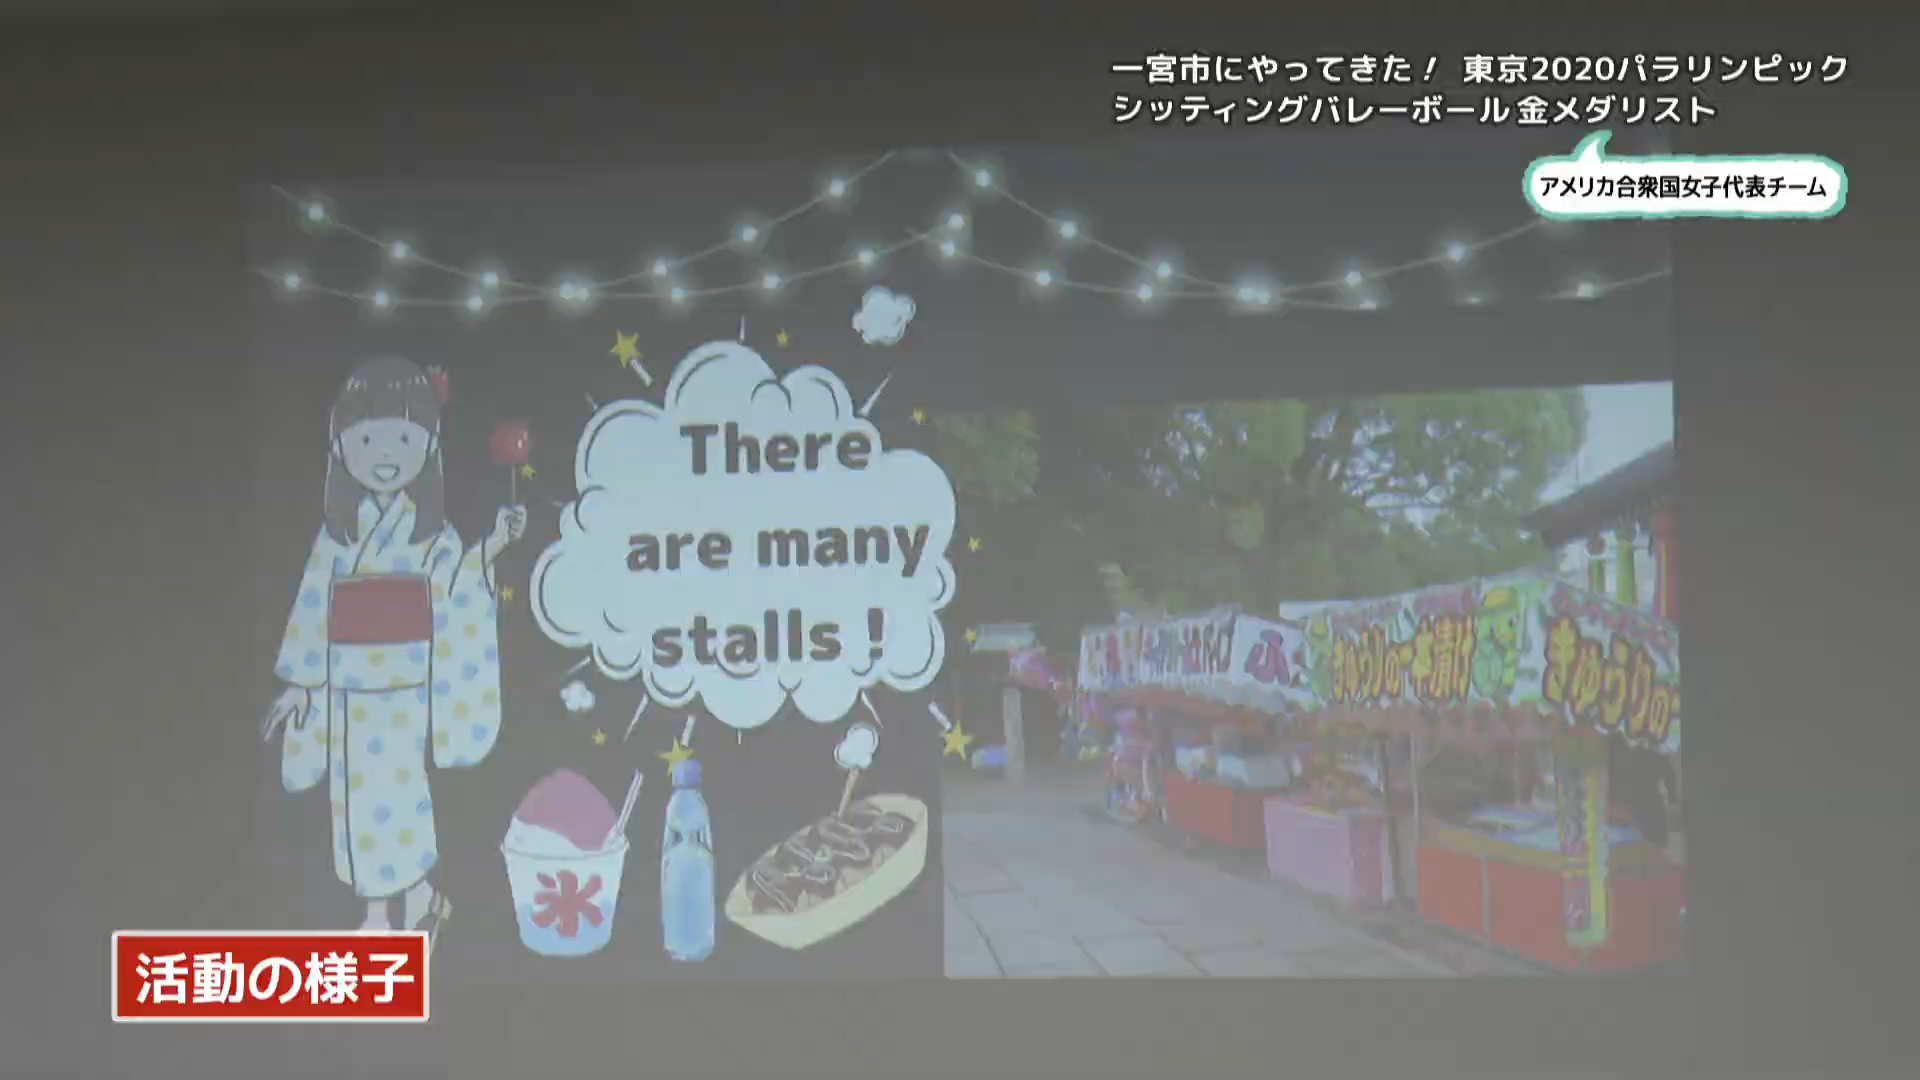 一宮市にやってきた! 東京2020パラリンピック
シッティングバレーボール 金メダリスト
アメリカ合衆国女子代表チーム
There
are many
stalls!
きゅうりの一本漬け
きゅうりの一
氷
活動の様子